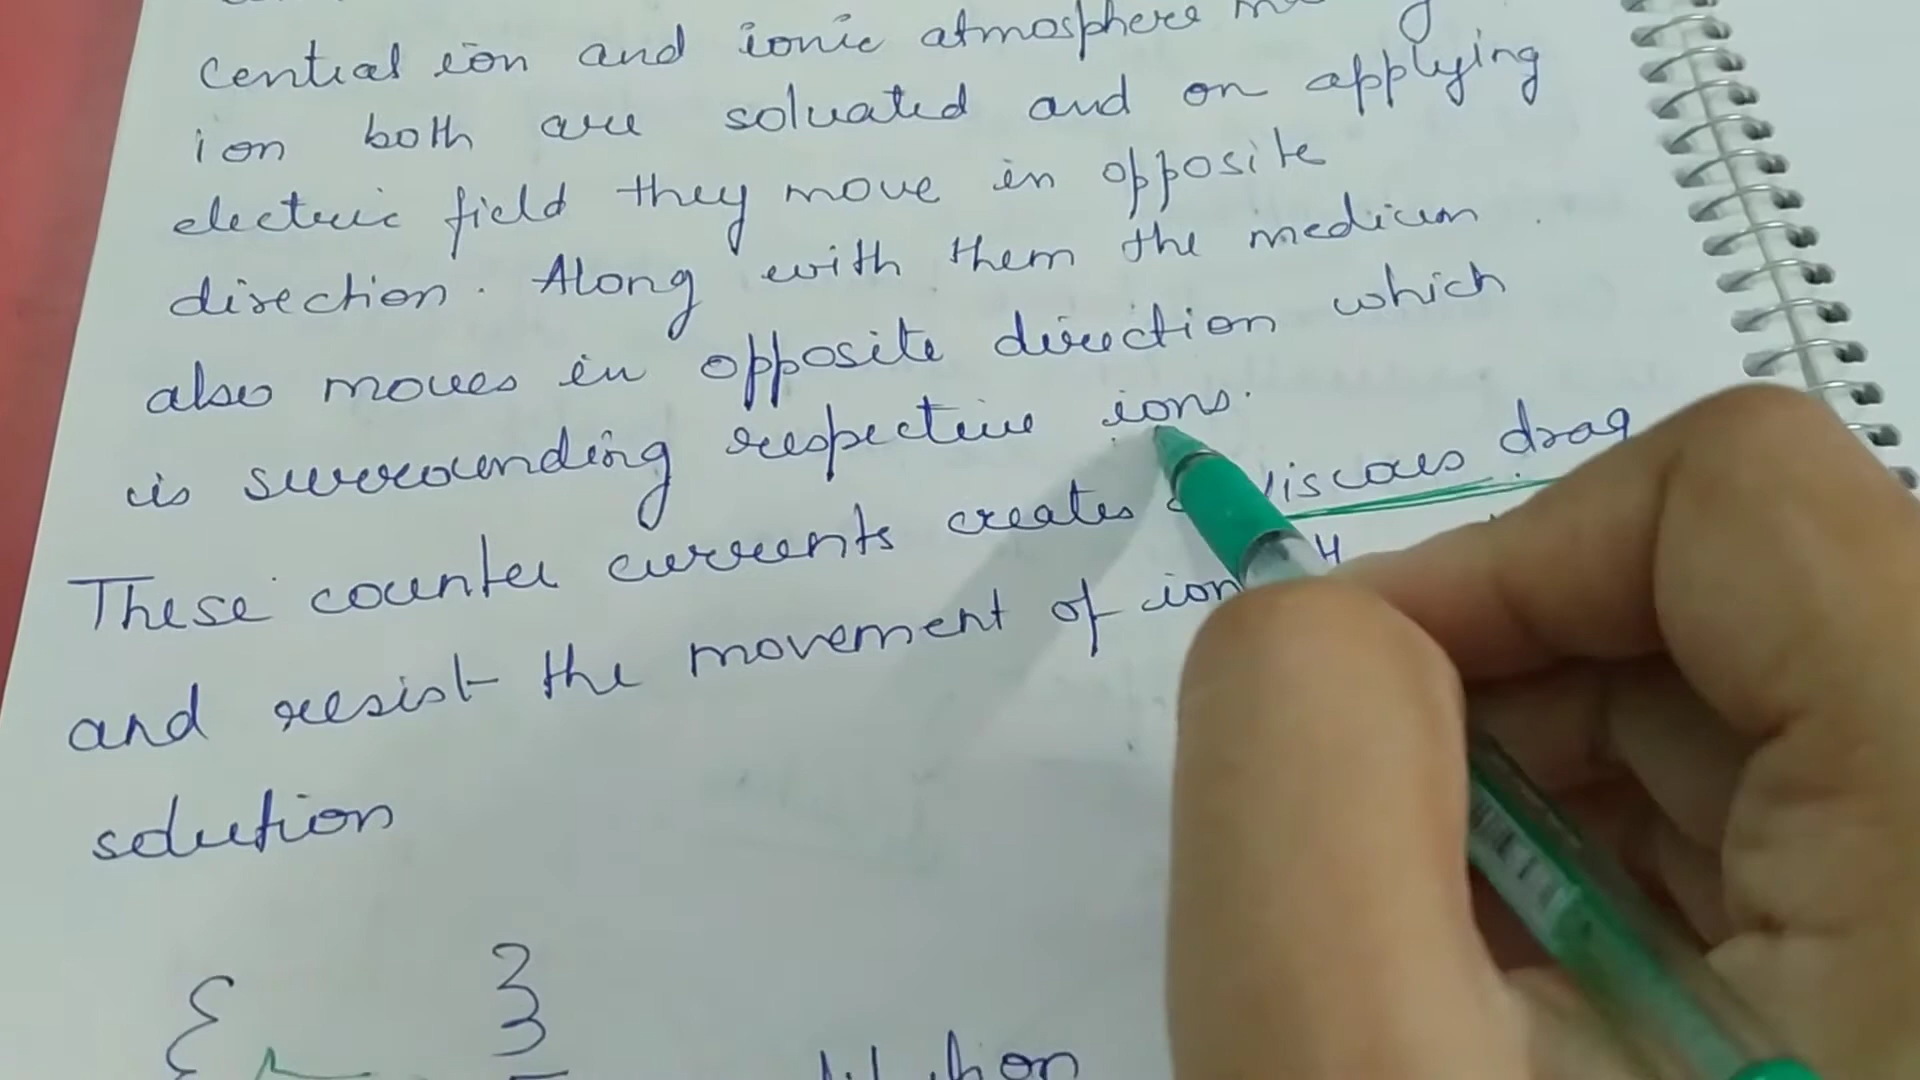 Central ion and ionic atmosphere
ion both are solvated and on applying
electric field they move in opposite
direction. Along with them the medium
also moves in opposite direction which
is surrounding respective ions.
These counter currents creates viscous drag
and resist the movement of ion
solution